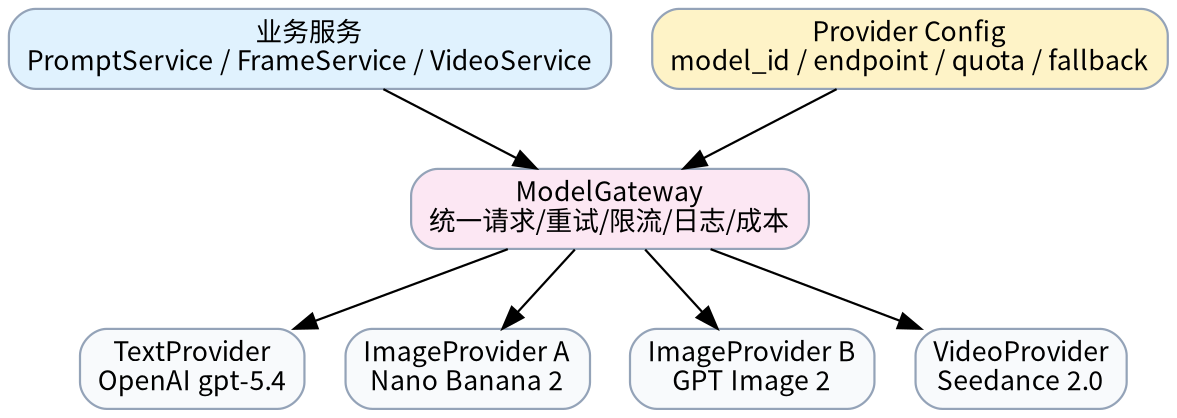 业务服务
PromptService / FrameService / VideoService
Provider Config
model_id / endpoint / quota / fallback
ModelGateway
统一请求/重试/限流/日志/成本
TextProvider
OpenAI gpt-5.4
ImageProvider A
Nano Banana 2
ImageProvider B
GPT Image 2
VideoProvider
Seedance 2.0